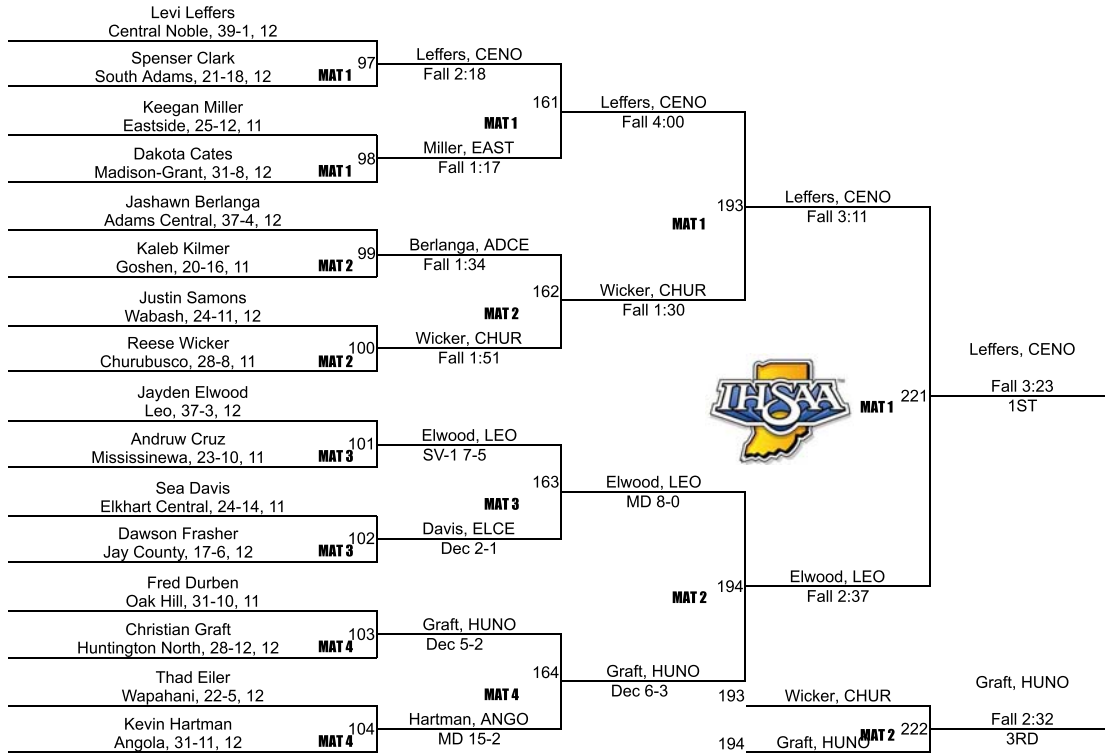 Levi Leffers
Central Noble, 39-1, 12
Spenser Clark
South Adams, 21-18, 12
MAT 1
97
Keegan Miller
Eastside, 25-12, 11
Dakota Cates
Madison-Grant, 31-8, 12
MAT 1
98
Jashawn Berlanga
Adams Central, 37-4, 12
Kaleb Kilmer
Goshen, 20-16, 11
MAT 2
99
Justin Samons
Wabash, 24-11, 12
Reese Wicker
Churubusco, 28-8, 11
MAT 2
100
Jayden Elwood
Leo, 37-3, 12
Andruw Cruz
Mississinewa, 23-10, 11
MAT 3
101
Sea Davis
Elkhart Central, 24-14, 11
Dawson Frasher
Jay County, 17-6, 12
MAT 3
102
Fred Durben
Oak Hill, 31-10, 11
Christian Graft
Huntington North, 28-12, 12
MAT 4
103
Thad Eiler
Wapahani, 22-5, 12
Kevin Hartman
Angola, 31-11, 12
MAT 4
104
Leffers, CENO
Fall 2:18
MAT 1
161
Miller, EAST
Fall 1:17
Berlanga, ADCE
Fall 1:34
MAT 2
162
Wicker, CHUR
Fall 1:51
Elwood, LEO
SV-1 7-5
MAT 3
163
Davis, ELCE
Dec 2-1
Graft, HUNO
Dec 5-2
MAT 4
164
Hartman, ANGO
MD 15-2
Leffers, CENO
Fall 4:00
MAT 1
193
Wicker, CHUR
Fall 1:30
Elwood, LEO
MD 8-0
MAT 2
194
Graft, HUNO
Dec 6-3
Leffers, CENO
Fall 3:11
IHSAA
TM
MAT 1
221
Elwood, LEO
Fall 2:37
Leffers, CENO
Fall 3:23
1ST
193
Wicker, CHUR
MAT 2
222
194
Graft, HUNO
Graft, HUNO
Fall 2:32
3RD